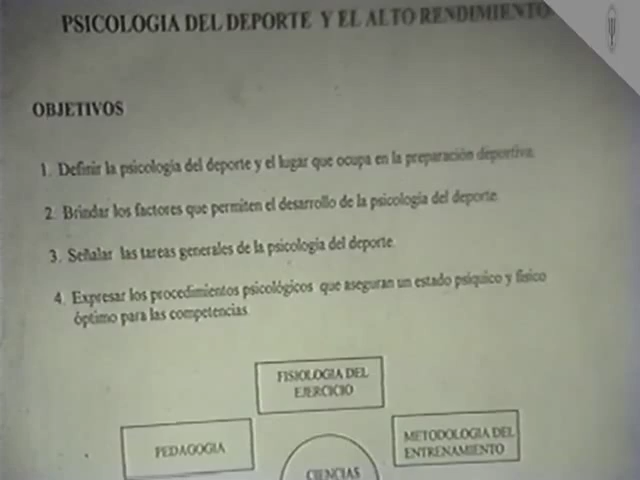 PSICOLOGIA DEL DEPORTE Y EL ALTO RENDIMIENTO
OBJETIVOS
1. Definir la psicología del deporte y el lugar que ocupa en la preparación deportiva.
2. Brindar los factores que permiten el desarrollo de la psicología del deporte.
3. Señalar las tareas generales de la psicología del deporte.
4. Expresar los procedimientos psicológicos que aseguran un estado psíquico y físico
óptimo para las competencias.
FISIOLOGIA DEL
EJERCICIO
PEDAGOGIA
METODOLOGIA DEL
ENTRENAMIENTO
CIENCIAS